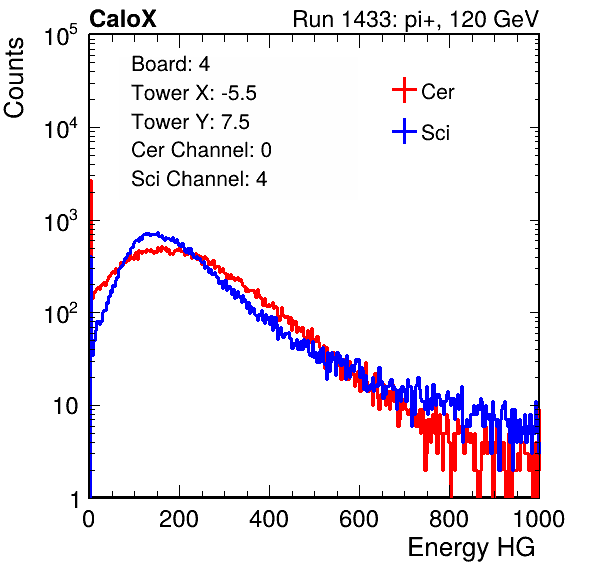 CaloX
Run 1433: pi+, 120 GeV
Counts
10^5
10^4
10^3
10^2
10
1
Board: 4
Tower X: -5.5
Tower Y: 7.5
Cer Channel: 0
Sci Channel: 4
Cer
Sci
0
200
400
600
800
1000
Energy HG